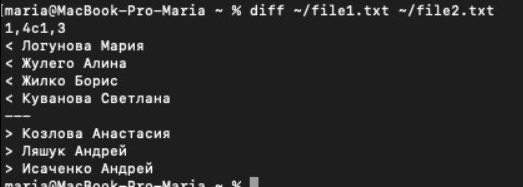 maria@MacBook-Pro-Maria ~ % diff ~/file1.txt ~/file2.txt
1,4c1,3
< Логунова Мария
< Жулего Алина
< Жилко Борис
< Куванова Светлана
---
> Козлова Анастасия
> Ляшук Андрей
> Исаченко Андрей
maria@MacBook-Pro-Maria ~ %